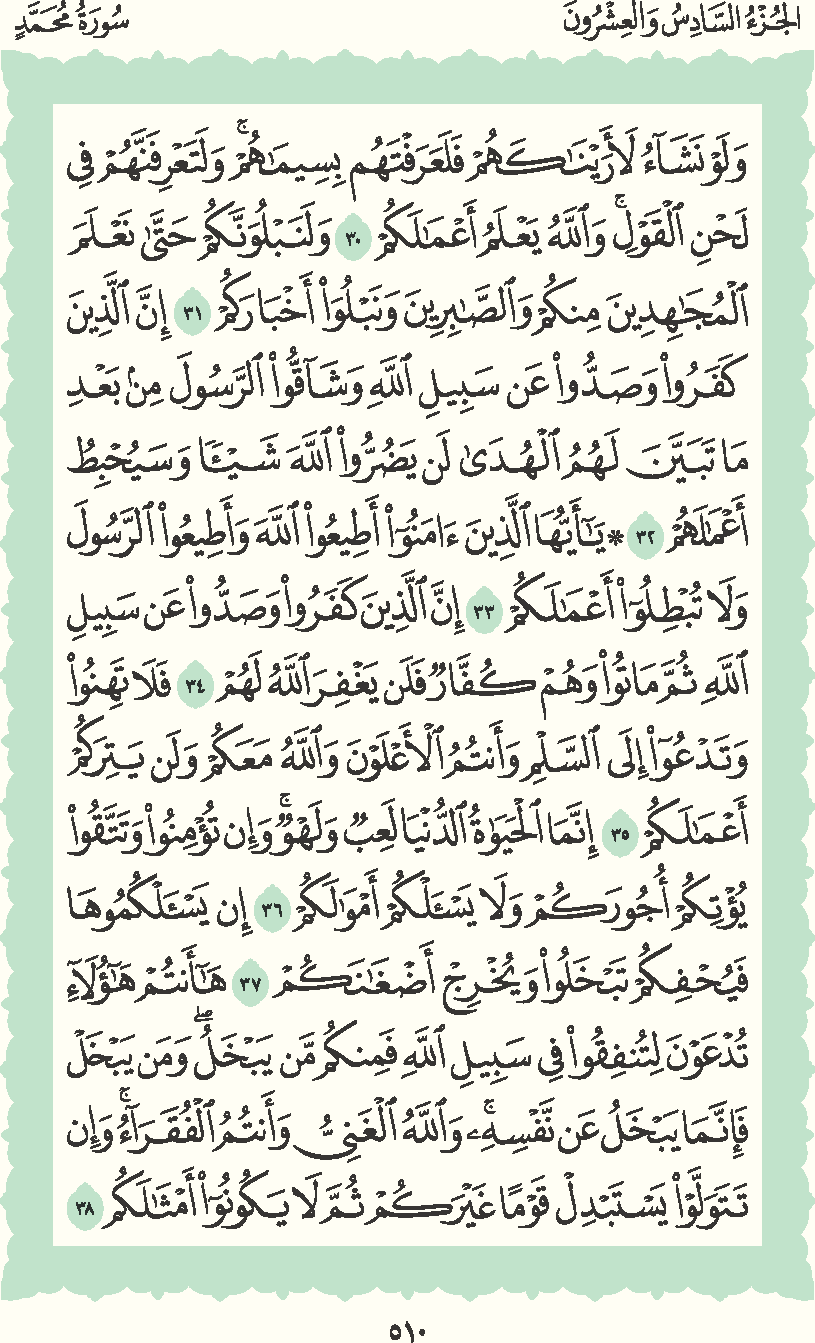 الجُزْءُ السَّادِسُ وَالعِشْرُونَ
سُورَةُ مُحَمَّدٍ
وَلَوْ نَشَآءُ لَأَرَيْنَٰكَهُمْ فَلَعَرَفْتَهُم بِسِيمَٰهُمْ ۚ وَلَتَعْرِفَنَّهُمْ فِى
لَحْنِ ٱلْقَوْلِ ۚ وَٱللَّهُ يَعْلَمُ أَعْمَٰلَكُمْ ٣٠ وَلَنَبْلُوَنَّكُمْ حَتَّىٰ نَعْلَمَ
ٱلْمُجَٰهِدِينَ مِنكُمْ وَٱلصَّٰبِرِينَ وَنَبْلُوَا۟ أَخْبَارَكُمْ ٣١ إِنَّ ٱلَّذِينَ
كَفَرُوا۟ وَصَدُّوا۟ عَن سَبِيلِ ٱللَّهِ وَشَآقُّوا۟ ٱلرَّسُولَ مِنۢ بَعْدِ
مَا تَبَيَّنَ لَهُمُ ٱلْهُدَىٰ لَن يَضُرُّوا۟ ٱللَّهَ شَيْـًٔا وَسَيُحْبِطُ
أَعْمَٰلَهُمْ ٣٢ ۞ يَٰٓأَيُّهَا ٱلَّذِينَ ءَامَنُوٓا۟ أَطِيعُوا۟ ٱللَّهَ وَأَطِيعُوا۟ ٱلرَّسُولَ
وَلَا تُبْطِلُوٓا۟ أَعْمَٰلَكُمْ ٣٣ إِنَّ ٱلَّذِينَ كَفَرُوا۟ وَصَدُّوا۟ عَن سَبِيلِ
ٱللَّهِ ثُمَّ مَاتُوا۟ وَهُمْ كُفَّارٌ فَلَن يَغْفِرَ ٱللَّهُ لَهُمْ ٣٤ فَلَا تَهِنُوا۟
وَتَدْعُوٓا۟ إِلَى ٱلسَّلْمِ وَأَنتُمُ ٱلْأَعْلَوْنَ وَٱللَّهُ مَعَكُمْ وَلَن يَتِرَكُمْ
أَعْمَٰلَكُمْ ٣٥ إِنَّمَا ٱلْحَيَوٰةُ ٱلدُّنْيَا لَعِبٌ وَلَهْوٌ ۚ وَإِن تُؤْمِنُوا۟ وَتَتَّقُوا۟
يُؤْتِكُمْ أُجُورَكُمْ وَلَا يَسْـَٔلْكُمْ أَمْوَٰلَكُمْ ٣٦ إِن يَسْـَٔلْكُمُوهَا
فَيُحْفِكُمْ تَبْخَلُوا۟ وَيُخْرِجْ أَضْغَٰنَكُمْ ٣٧ هَٰٓأَنتُمْ هَٰٓؤُلَآءِ
تُدْعَوْنَ لِتُنفِقُوا۟ فِى سَبِيلِ ٱللَّهِ فَمِنكُم مَّن يَبْخَلُ ۖ وَمَن يَبْخَلْ
فَإِنَّمَا يَبْخَلُ عَن نَّفْسِهِۦ ۚ وَٱللَّهُ ٱلْغَنِىُّ وَأَنتُمُ ٱلْفُقَرَآءُ ۚ وَإِن
تَتَوَلَّوْا۟ يَسْتَبْدِلْ قَوْمًا غَيْرَكُمْ ثُمَّ لَا يَكُونُوٓا۟ أَمْثَٰلَكُم ٣٨
٥١٠